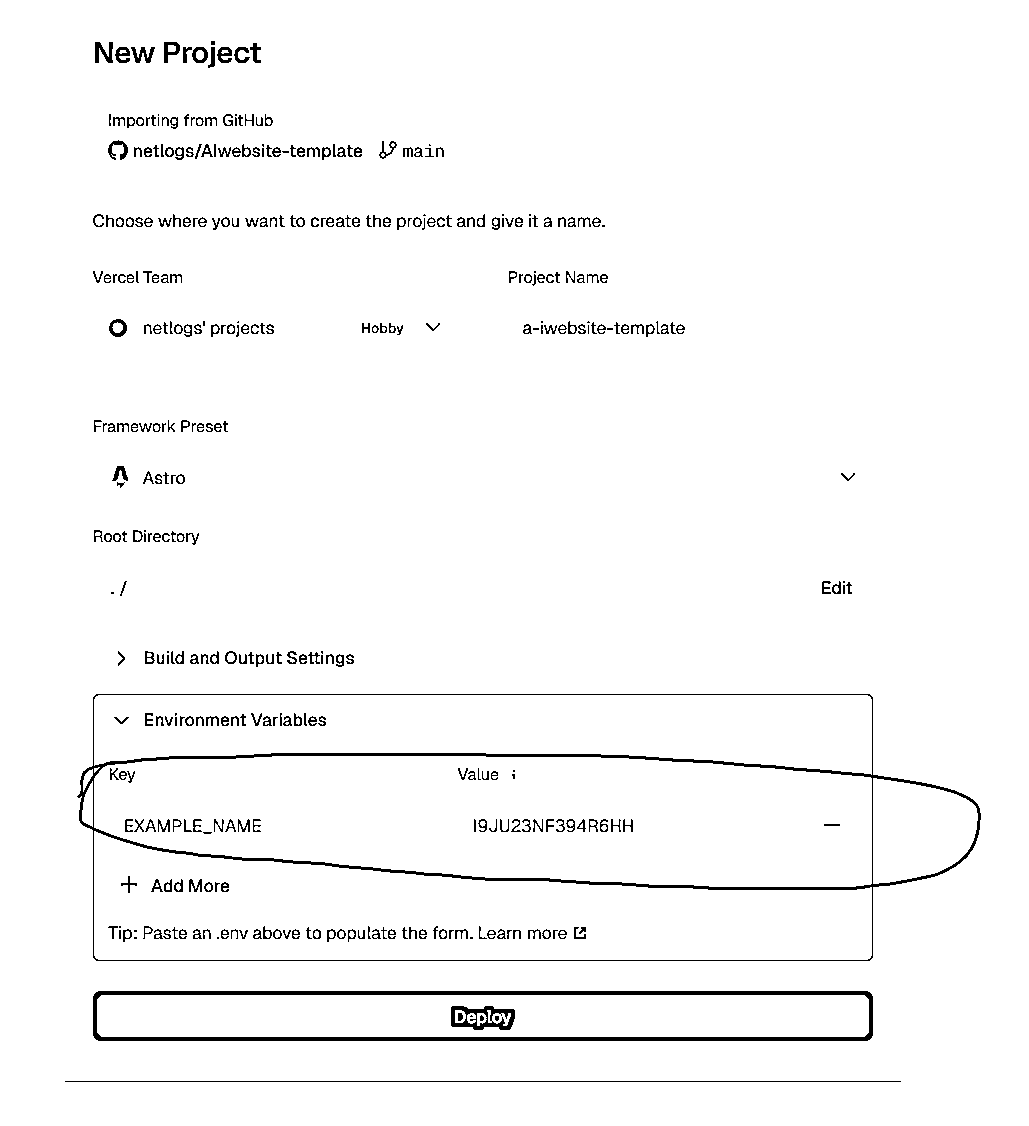 New Project
Importing from GitHub
netlogs/AIwebsite-template main
Choose where you want to create the project and give it a name.
Vercel Team Project Name
netlogs' projects Hobby a-iwebsite-template
Framework Preset
Astro
Root Directory
./ Edit
Build and Output Settings
Environment Variables
Key Value i
EXAMPLE_NAME I9JU23NF394R6HH
Add More
Tip: Paste an .env above to populate the form. Learn more
Deploy